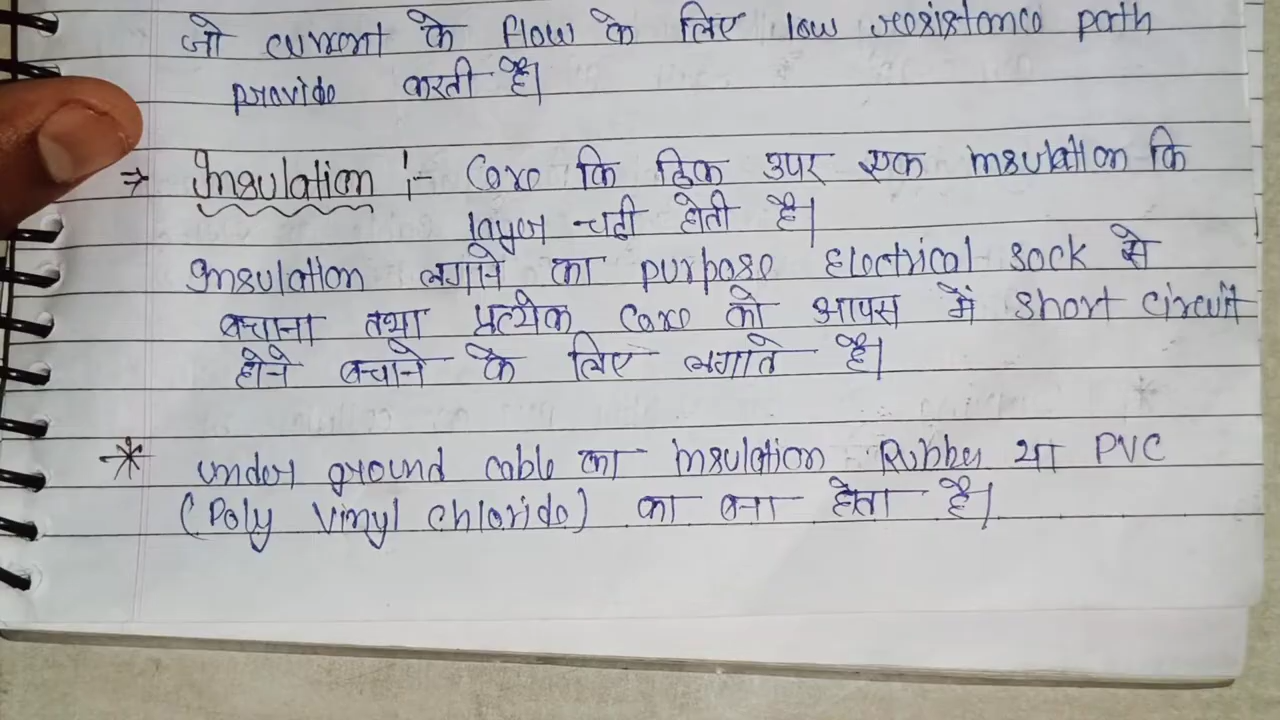 जो current के flow के लिए low resistance path
provide करती है।
⇒ Insulation :- Core कि ठिक उपर एक insulation कि
layer चढी होती है।
Insulation लगाने का purpose Electrical sock से
बचाना तथा प्रत्येक core को आपस में short circuit
होने बचाने के लिए लगाते है।
* under ground cable का insulation Rubber या PVC
(Poly Vinyl Chloride) का बना होता है।